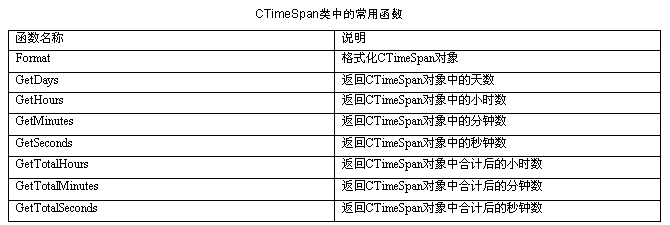 CTimeSpan类中的常用函数
函数名称 说明
Format 格式化CTimeSpan对象
GetDays 返回CTimeSpan对象中的天数
GetHours 返回CTimeSpan对象中的小时数
GetMinutes 返回CTimeSpan对象中的分钟数
GetSeconds 返回CTimeSpan对象中的秒钟数
GetTotalHours 返回CTimeSpan对象中合计后的小时数
GetTotalMinutes 返回CTimeSpan对象中合计后的分钟数
GetTotalSeconds 返回CTimeSpan对象中合计后的秒钟数